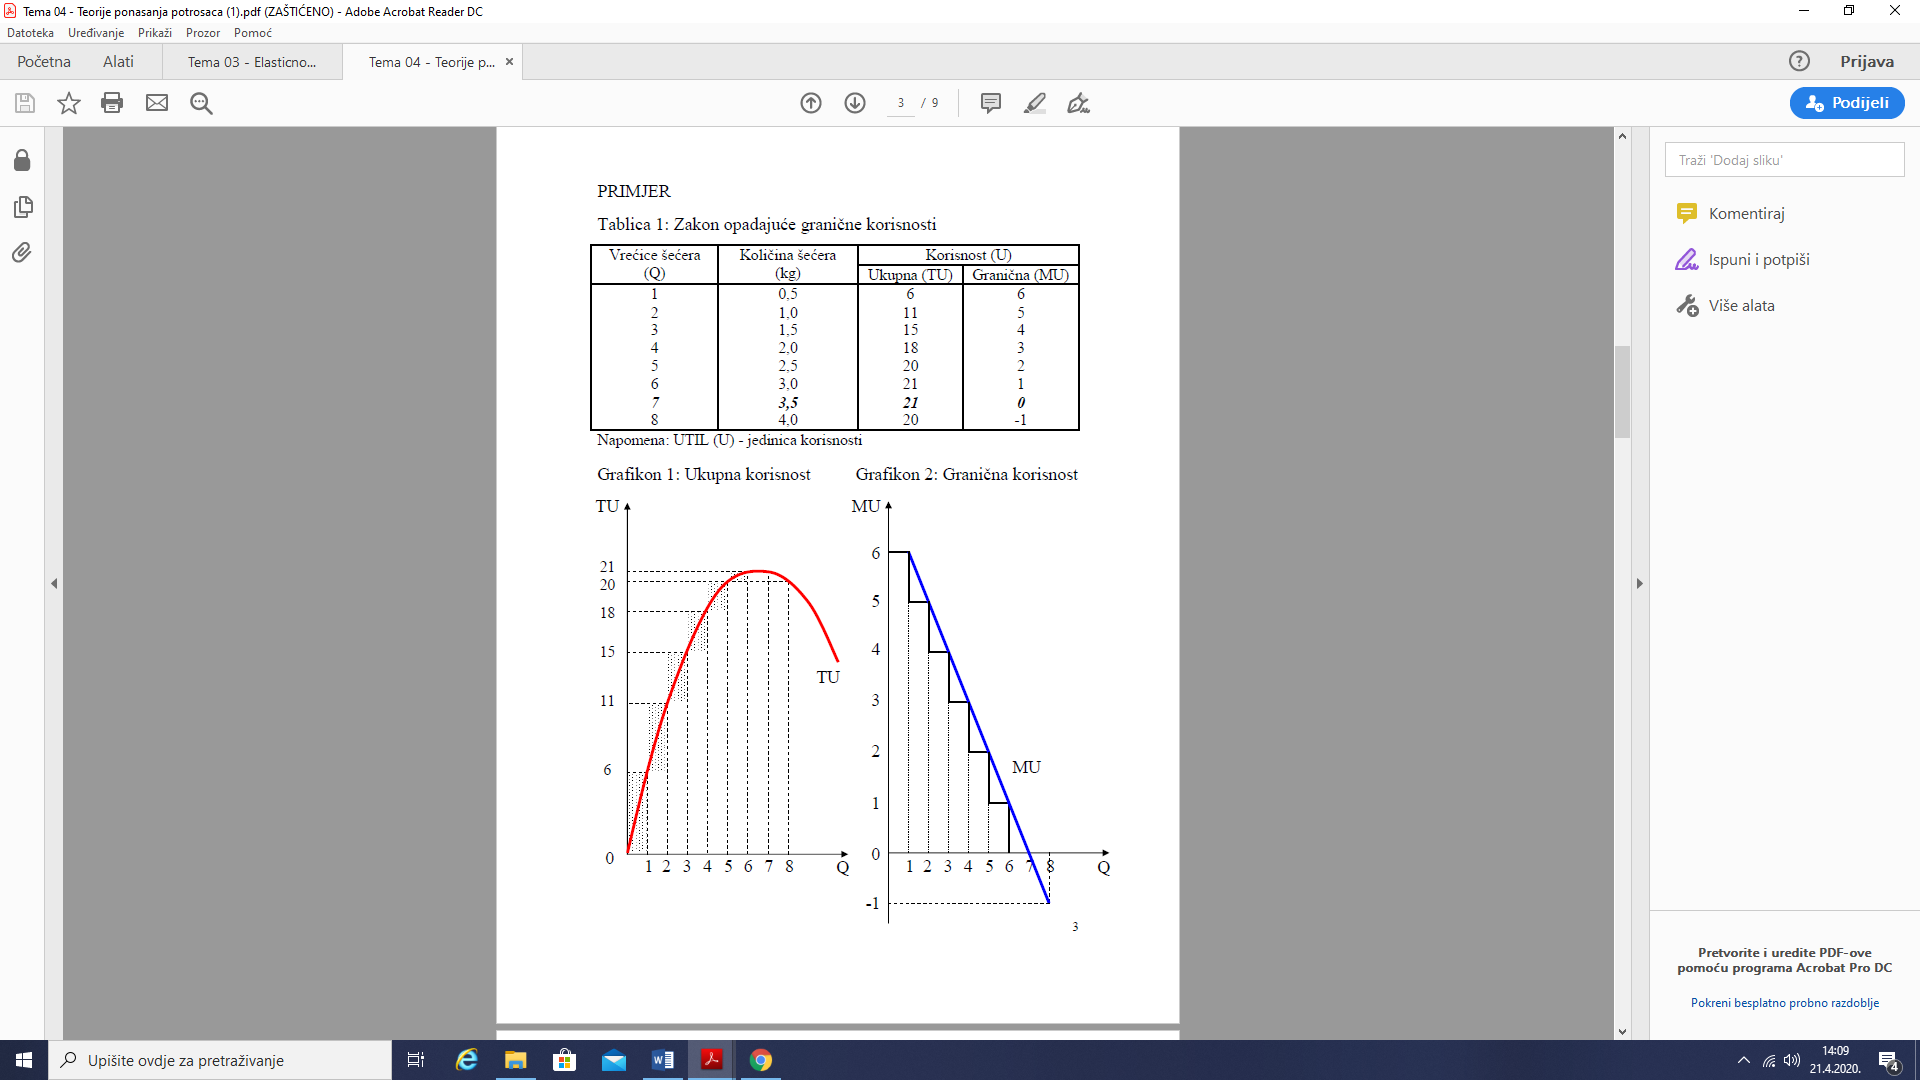 Tema 04 - Teorije ponasanja potrosaca (1).pdf (ZAŠTIĆENO) - Adobe Acrobat Reader DC
Datoteka Uređivanje Prikaži Prozor Pomoć
Početna Alati Tema 03 - Elasticno... Tema 04 - Teorije p... × ? Prijava
3 / 9 Podijeli
Traži 'Dodaj sliku'
Komentiraj
Ispuni i potpiši
Više alata
PRIMJER
Tablica 1: Zakon opadajuće granične korisnosti
Vrećice šećera (Q) Količina šećera (kg) Korisnost (U)
Ukupna (TU) Granična (MU)
1 0,5 6 6
2 1,0 11 5
3 1,5 15 4
4 2,0 18 3
5 2,5 20 2
6 3,0 21 1
7 3,5 21 0
8 4,0 20 -1
Napomena: UTIL (U) - jedinica korisnosti
Grafikon 1: Ukupna korisnost
TU
21
20
18
15
11
6
0
TU
1 2 3 4 5 6 7 8 Q
Grafikon 2: Granična korisnost
MU
6
5
4
3
2
1
0
-1
MU
1 2 3 4 5 6 7 8 Q
3
Pretvorite i uredite PDF-ove
pomoću programa Acrobat Pro DC
Pokreni besplatno probno razdoblje
Upišite ovdje za pretraživanje
14:09
21.4.2020.
4